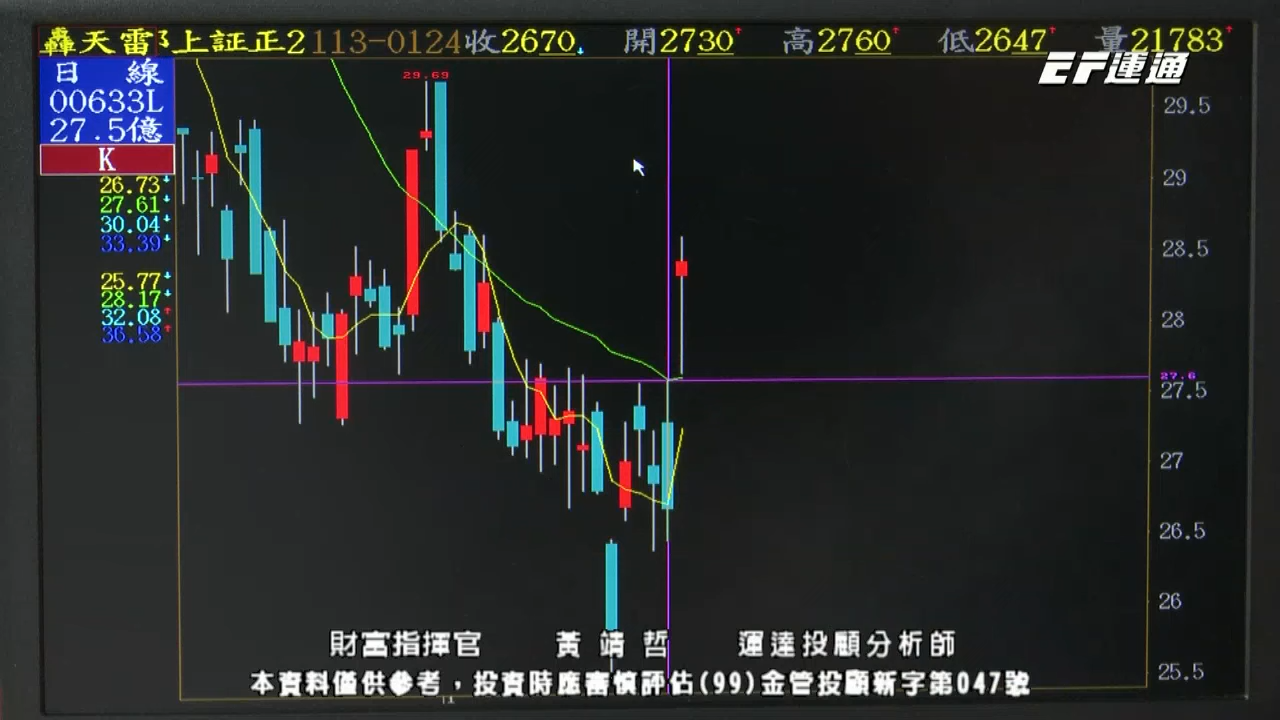 轟天雷 上証正2 113-0124 收2670 開2730 高2760 低2647 量21783
EF運通
日 線
00633L
27.5億
K
26.73
27.61
30.04
33.39
25.77
28.17
32.08
36.58
29.69
29.5
29
28.5
28
27.6
27.5
27
26.5
26
25.5
財富指揮官 黃靖哲 運達投顧分析師
本資料僅供參考，投資時應審慎評估(99)金管投顧新字第047號